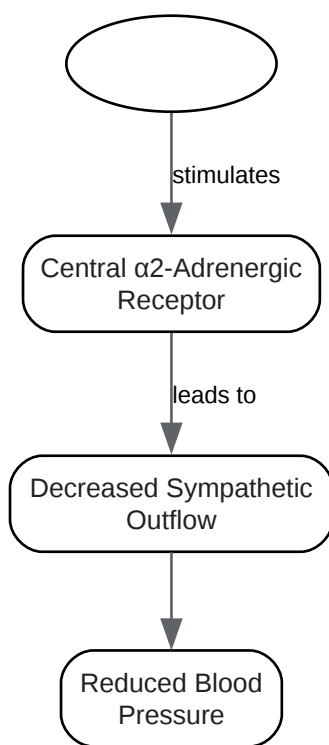 stimulates
Central α2-Adrenergic
Receptor
leads to
Decreased Sympathetic
Outflow
Reduced Blood
Pressure